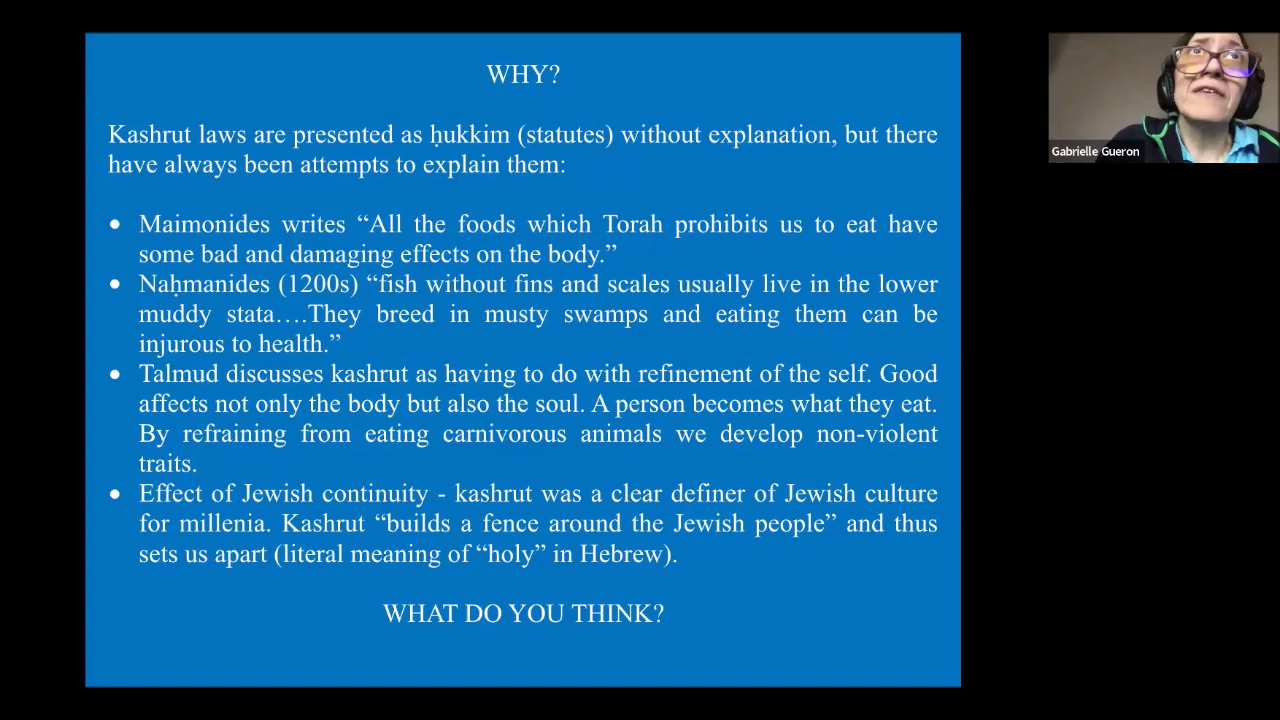 WHY?
Kashrut laws are presented as ḥukkim (statutes) without explanation, but there
have always been attempts to explain them:
• Maimonides writes “All the foods which Torah prohibits us to eat have
some bad and damaging effects on the body.”
• Naḥmanides (1200s) “fish without fins and scales usually live in the lower
muddy stata….They breed in musty swamps and eating them can be
injurious to health.”
• Talmud discusses kashrut as having to do with refinement of the self. Good
affects not only the body but also the soul. A person becomes what they eat.
By refraining from eating carnivorous animals we develop non-violent
traits.
• Effect of Jewish continuity - kashrut was a clear definer of Jewish culture
for millenia. Kashrut “builds a fence around the Jewish people” and thus
sets us apart (literal meaning of “holy” in Hebrew).
WHAT DO YOU THINK?
Gabrielle Gueron